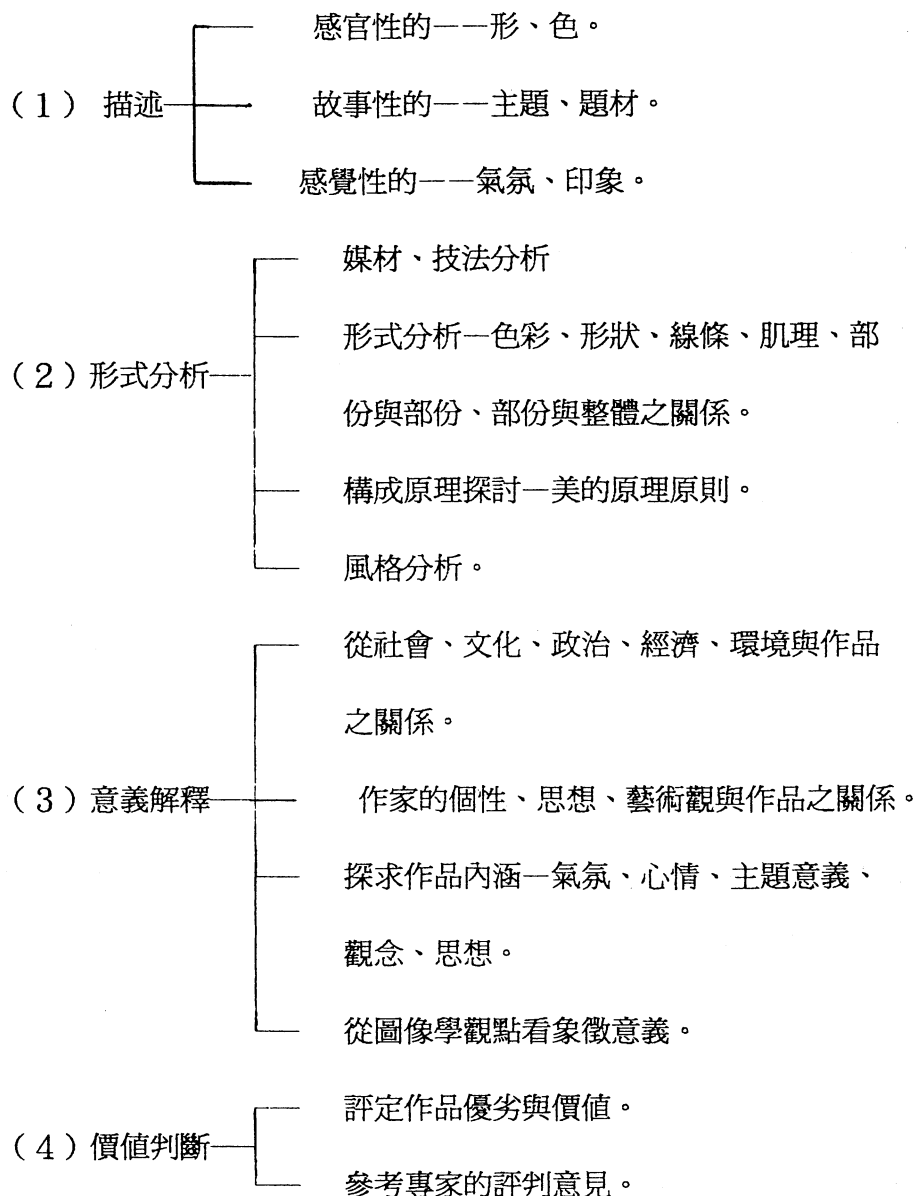 感官性的——形、色。
(1) 描述
故事性的——主題、題材。
感覺性的——氣氛、印象。
媒材、技法分析
形式分析—色彩、形狀、線條、肌理、部
(2)形式分析
份與部份、部份與整體之關係。
構成原理探討—美的原理原則。
風格分析。
從社會、文化、政治、經濟、環境與作品
之關係。
(3)意義解釋
作家的個性、思想、藝術觀與作品之關係。
探求作品內涵—氣氛、心情、主題意義、
觀念、思想。
從圖像學觀點看象徵意義。
評定作品優劣與價值。
(4)價值判斷
參考專家的評判意見。